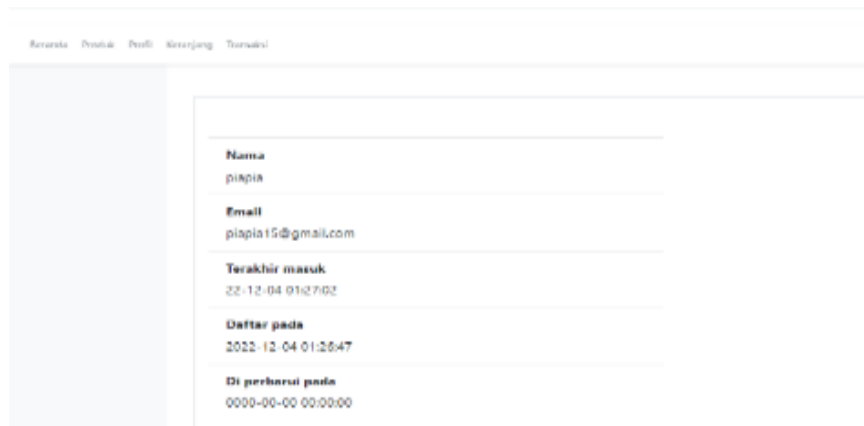 Beranda Produk Profil Keranjang Transaksi
Nama
piapia
Email
piapia15@gmail.com
Terakhir masuk
22-12-04 01:27:02
Daftar pada
2022-12-04 01:26:47
Di perbarui pada
0000-00-00 00:00:00